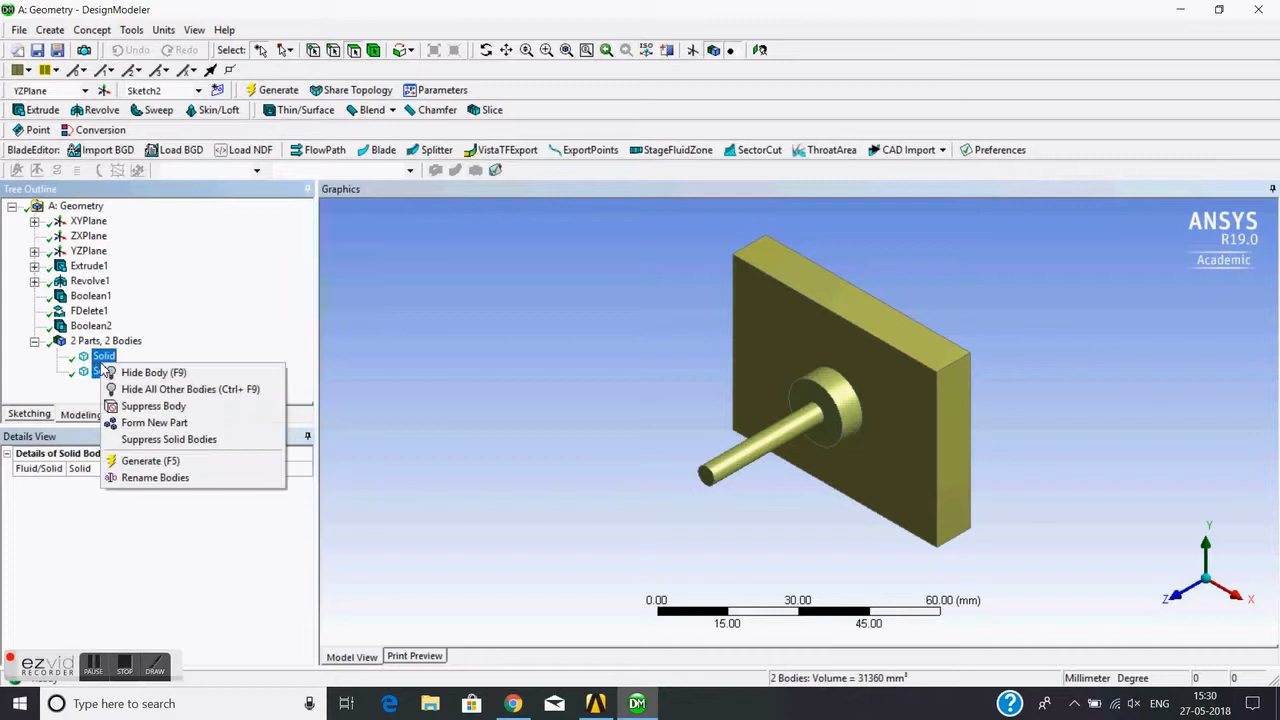 A: Geometry - DesignModeler
File Create Concept Tools Units View Help
Undo Redo Select:
YZPlane Sketch2 Generate Share Topology Parameters
Extrude Revolve Sweep Skin/Loft Thin/Surface Blend Chamfer Slice
Point Conversion
BladeEditor: Import BGD Load BGD Load NDF FlowPath Blade Splitter VistaTFExport ExportPoints StageFluidZone SectorCut ThroatArea CAD Import Preferences
Tree Outline
Graphics
A: Geometry
XYPlane
ZXPlane
YZPlane
Extrude1
Revolve1
Boolean1
FDelete1
Boolean2
2 Parts, 2 Bodies
Solid
Hide Body (F9)
Hide All Other Bodies (Ctrl+ F9)
Suppress Body
Form New Part
Suppress Solid Bodies
Generate (F5)
Rename Bodies
Sketching Modeling
Details View
Details of Solid Bod
Fluid/Solid Solid
ANSYS
R19.0
Academic
0.00 30.00 60.00 (mm)
15.00 45.00
Y
Z X
Model View Print Preview
ezvid
RECORDER
PAUSE STOP DRAW
2 Bodies: Volume = 31360 mm³ Millimeter Degree 0 0
Type here to search
DM
ENG
15:30
27-05-2018